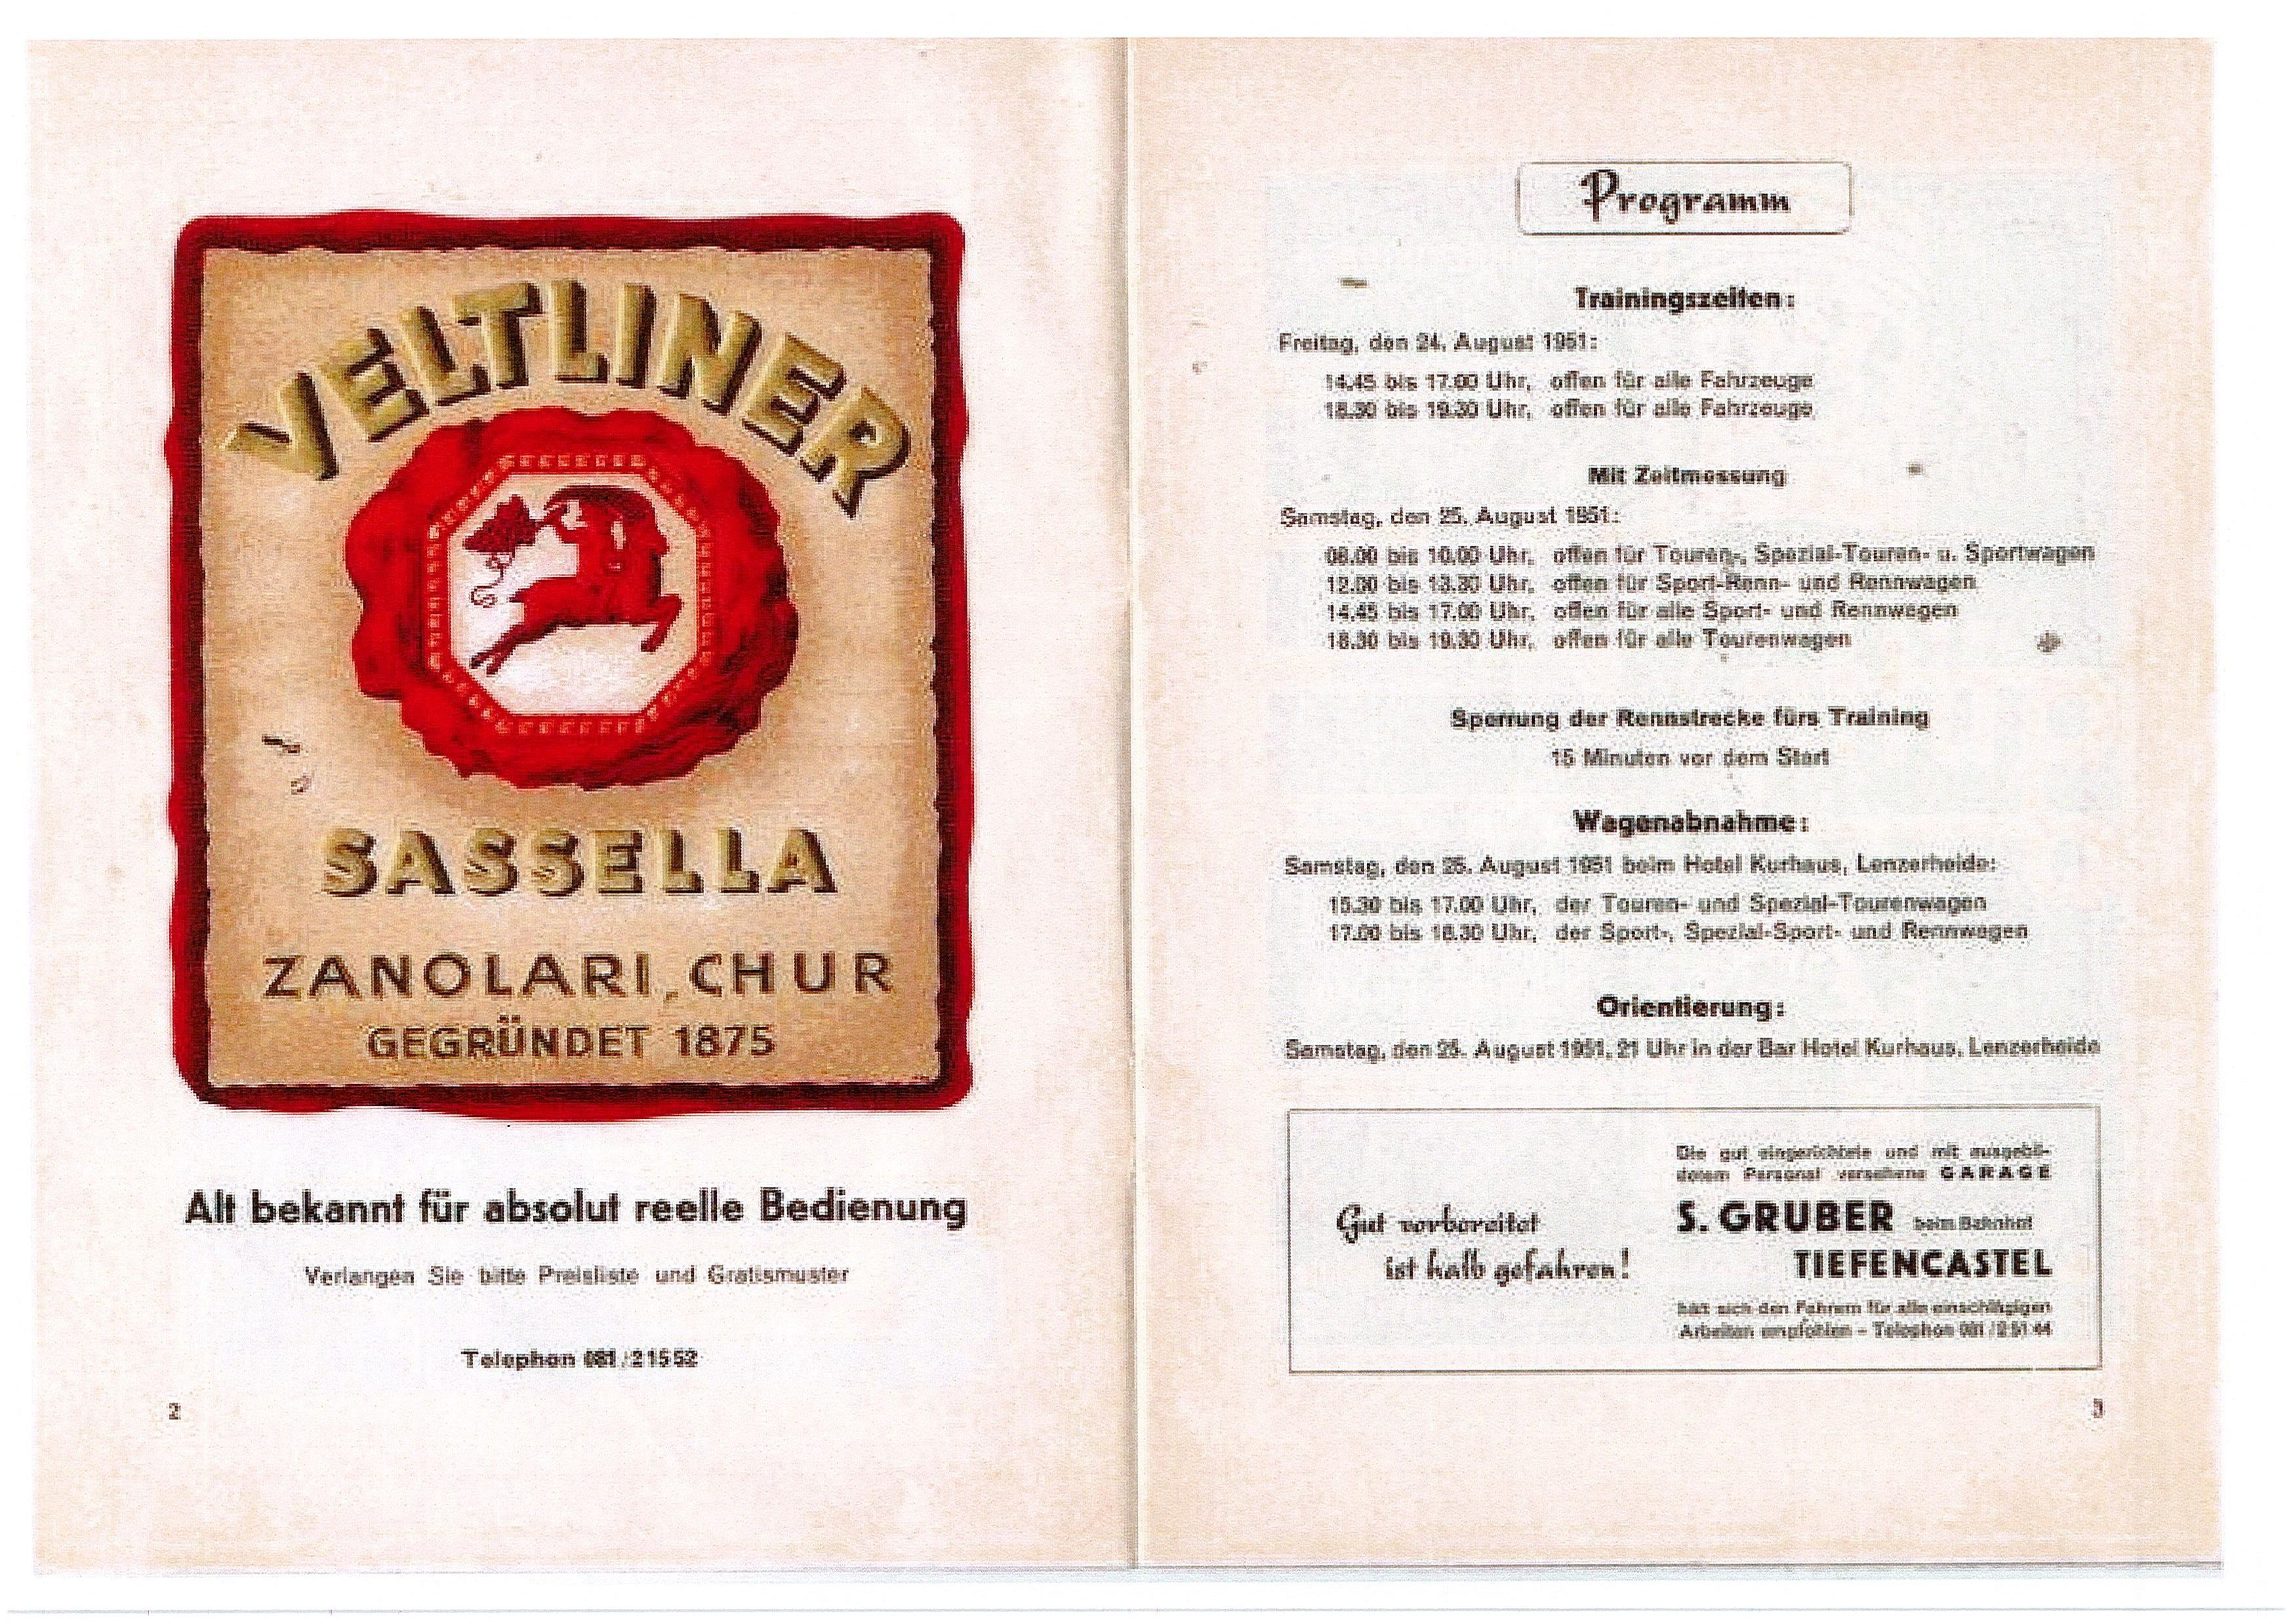 VELTLINER
SASSELLA
ZANOLARI, CHUR
GEGRÜNDET 1875
Alt bekannt für absolut reelle Bedienung
Verlangen Sie bitte Preisliste und Gratismuster
Telephon 081/21552
2
Programm
Trainingszeiten:
Freitag, den 24. August 1951:
14.45 bis 17.00 Uhr, offen für alle Fahrzeuge
18.30 bis 19.30 Uhr, offen für alle Fahrzeuge
Mit Zeitmessung
Samstag, den 25. August 1951:
08.00 bis 10.00 Uhr, offen für Touren-, Spezial-Touren- u. Sportwagen
12.00 bis 13.30 Uhr, offen für Sport-Renn- und Rennwagen
14.45 bis 17.00 Uhr, offen für alle Sport- und Rennwagen
18.30 bis 19.30 Uhr, offen für alle Tourenwagen
Sperrung der Rennstrecke fürs Training
15 Minuten vor dem Start
Wagenabnahme:
Samstag, den 25. August 1951 beim Hotel Kurhaus, Lenzerheide:
15.30 bis 17.00 Uhr, der Touren- und Spezial-Tourenwagen
17.00 bis 18.30 Uhr, der Sport-, Spezial-Sport- und Rennwagen
Orientierung:
Samstag, den 25. August 1951, 21 Uhr in der Bar Hotel Kurhaus, Lenzerheide
Gut vorbereitet
ist halb gefahren!
Die gut eingerichtete und mit ausgebil-
detem Personal versehene GARAGE
S. GRUBER beim Bahnhof
TIEFENCASTEL
hält sich den Fahrern für alle einschlägigen
Arbeiten empfohlen – Telephon 081/25144
3